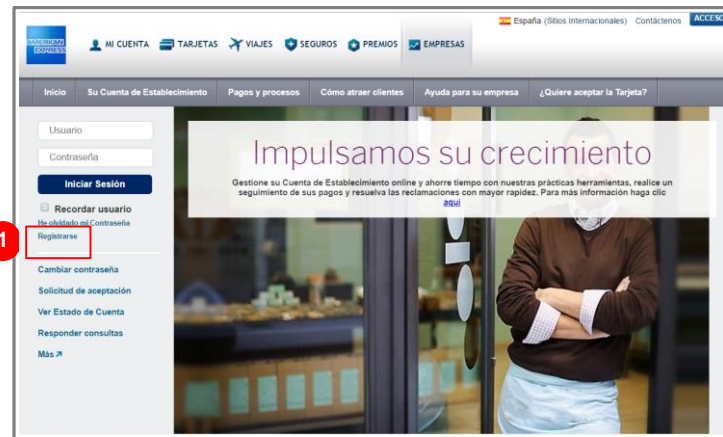 España (Sitios Internacionales) Contáctenos ACCESO
AMERICAN EXPRESS
MI CUENTA TARJETAS VIAJES SEGUROS PREMIOS EMPRESAS
Inicio Su Cuenta de Establecimiento Pagos y procesos Cómo atraer clientes Ayuda para su empresa ¿Quiere aceptar la Tarjeta?
Usuario
Contraseña
Iniciar Sesión
Recordar usuario
He olvidado mi Contraseña
1
Registrarse
Cambiar contraseña
Solicitud de aceptación
Ver Estado de Cuenta
Responder consultas
Más
Impulsamos su crecimiento
Gestione su Cuenta de Establecimiento online y ahorre tiempo con nuestras prácticas herramientas, realice un
seguimiento de sus pagos y resuelva las reclamaciones con mayor rapidez. Para más información haga clic
aquí